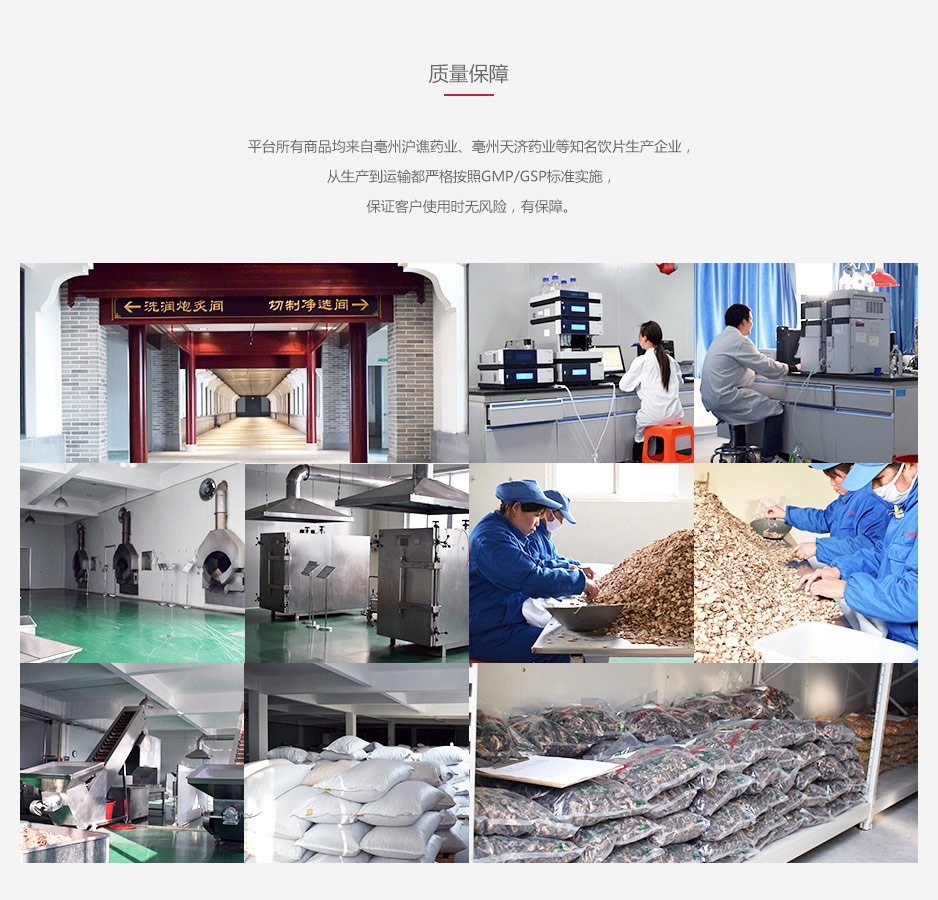 质量保障
平台所有商品均来自亳州沪谯药业、亳州天济药业等知名饮片生产企业，
从生产到运输都严格按照GMP/GSP标准实施，
保证客户使用时无风险，有保障。
←洗润炮炙间 切制净选间→